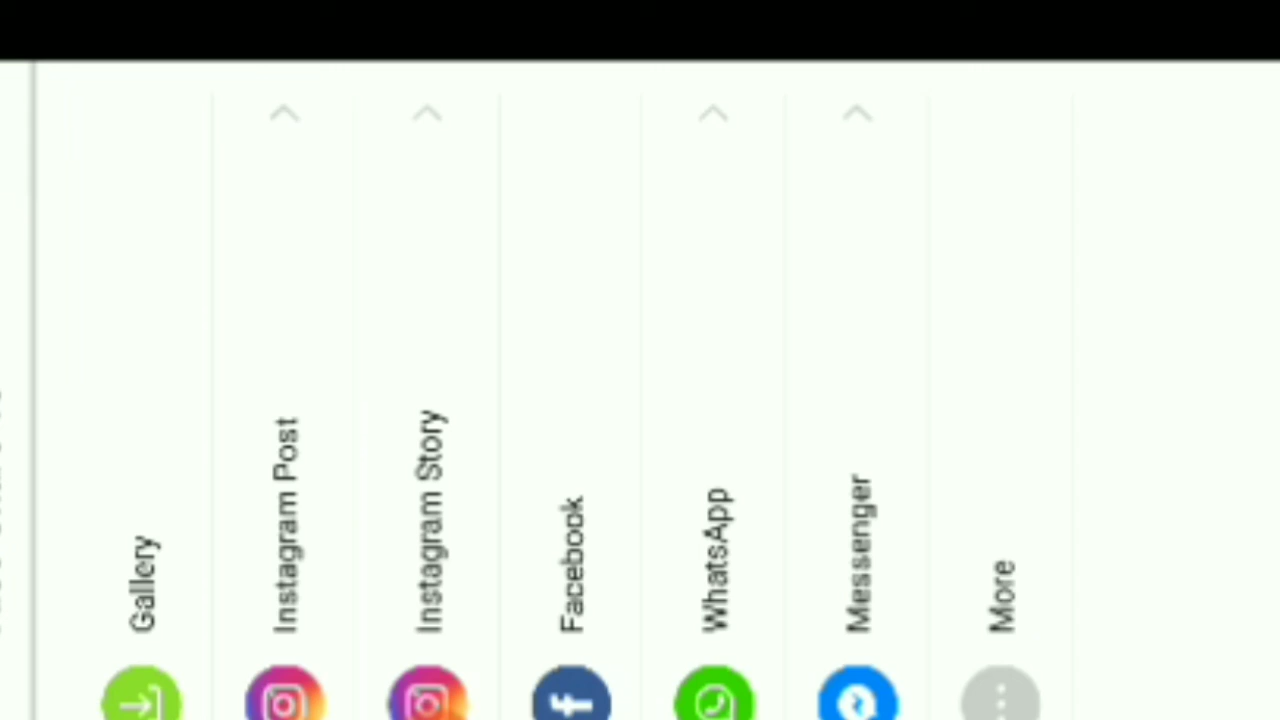 Gallery
Instagram Post
Instagram Story
Facebook
WhatsApp
Messenger
More